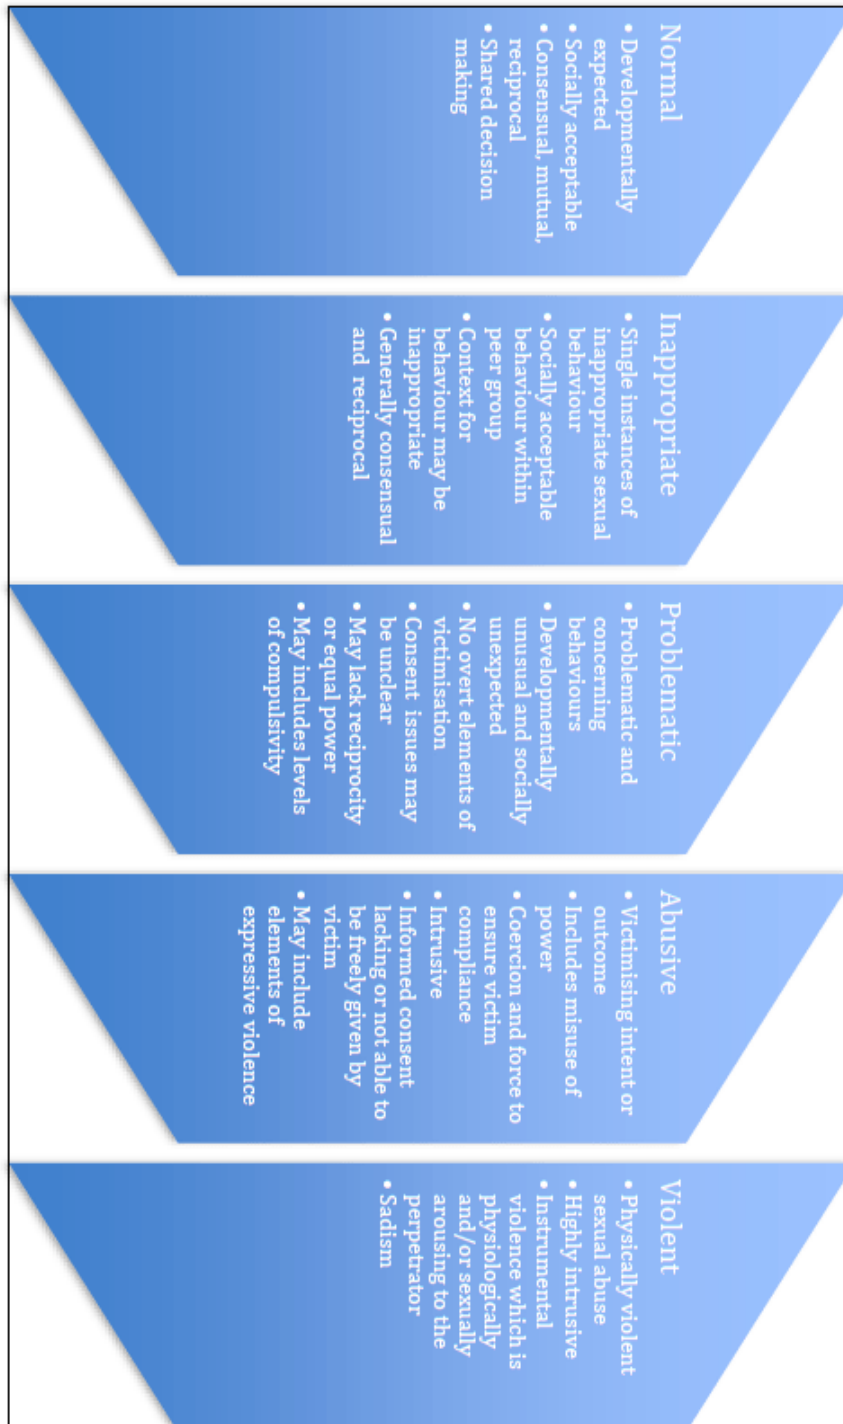 Normal
• Developmentally
expected
• Socially acceptable
• Consensual, mutual,
reciprocal
• Shared decision
making
Inappropriate
• Single instances of
inappropriate sexual
behaviour
• Socially acceptable
behaviour within
peer group
• Context for
behaviour may be
inappropriate
• Generally consensual
and reciprocal
Problematic
• Problematic and
concerning
behaviours
• Developmentally
unusual and socially
unexpected
• No overt elements of
victimisation
• Consent issues may
be unclear
• May lack reciprocity
or equal power
• May includes levels
of compulsivity
Abusive
• Victimising intent or
outcome
• Includes misuse of
power
• Coercion and force to
ensure victim
compliance
• Intrusive
• Informed consent
lacking or not able to
be freely given by
victim
• May include
elements of
expressive violence
Violent
• Physically violent
sexual abuse
• Highly intrusive
• Instrumental
violence which is
physiologically
and/or sexually
arousing to the
perpetrator
• Sadism